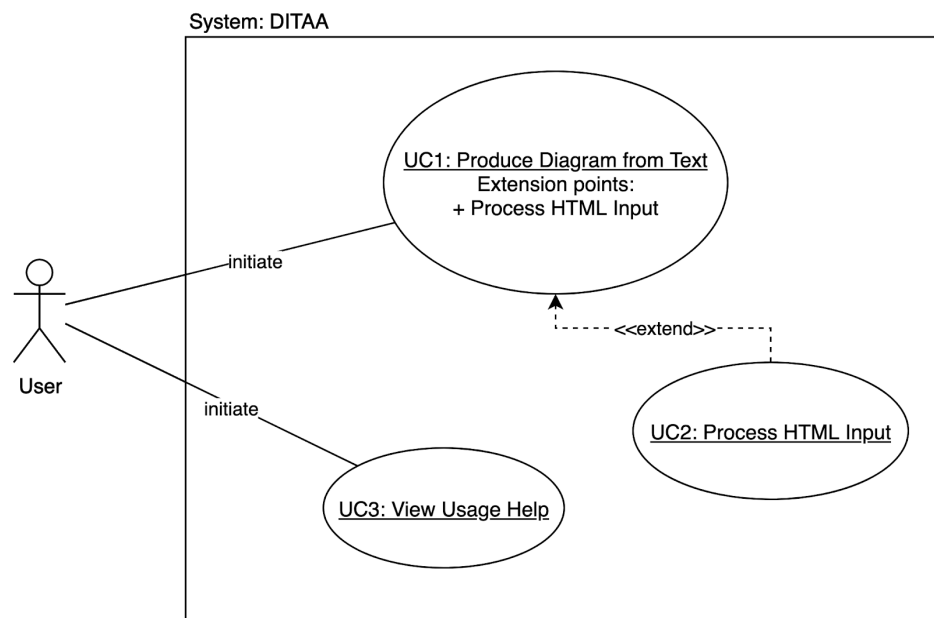 System: DITAA
UC1: Produce Diagram from Text
Extension points:
+ Process HTML Input
initiate
<<extend>>
User
initiate
UC2: Process HTML Input
UC3: View Usage Help